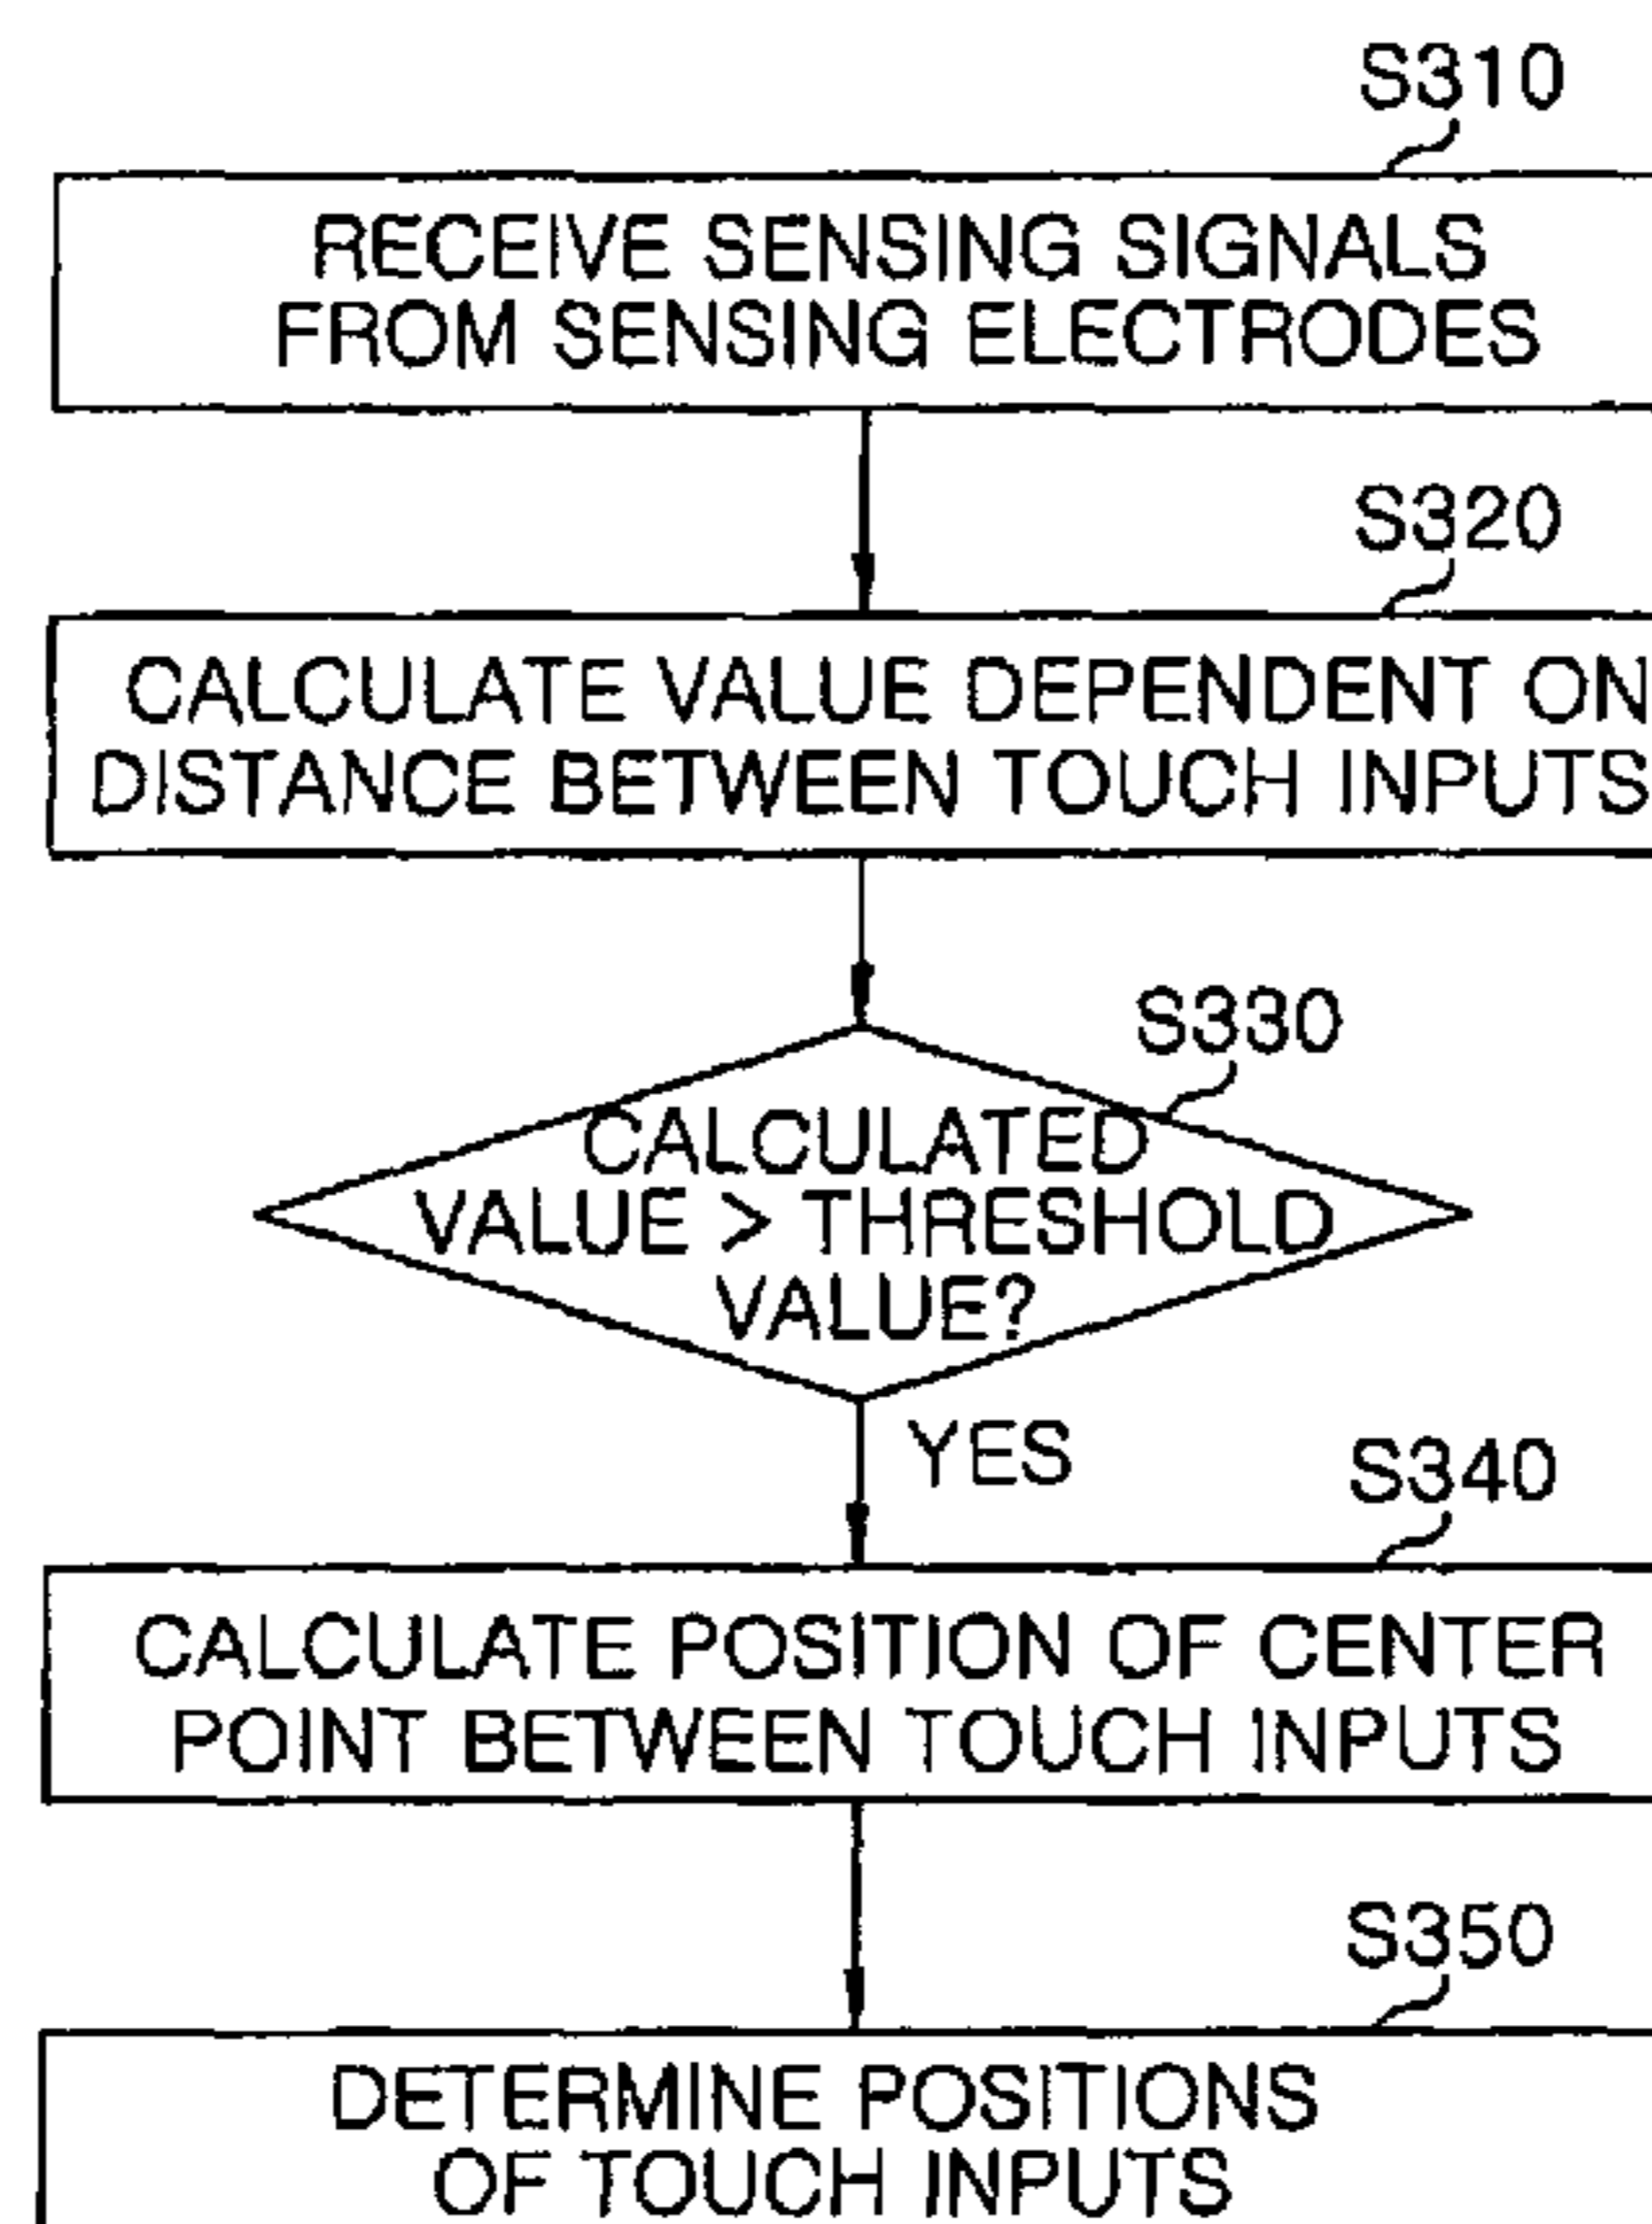 S310
RECEIVE SENSING SIGNALS
FROM SENSING ELECTRODES
S320
CALCULATE VALUE DEPENDENT ON
DISTANCE BETWEEN TOUCH INPUTS
S330
CALCULATED
VALUE > THRESHOLD
VALUE?
YES
S340
CALCULATE POSITION OF CENTER
POINT BETWEEN TOUCH INPUTS
S350
DETERMINE POSITIONS
OF TOUCH INPUTS